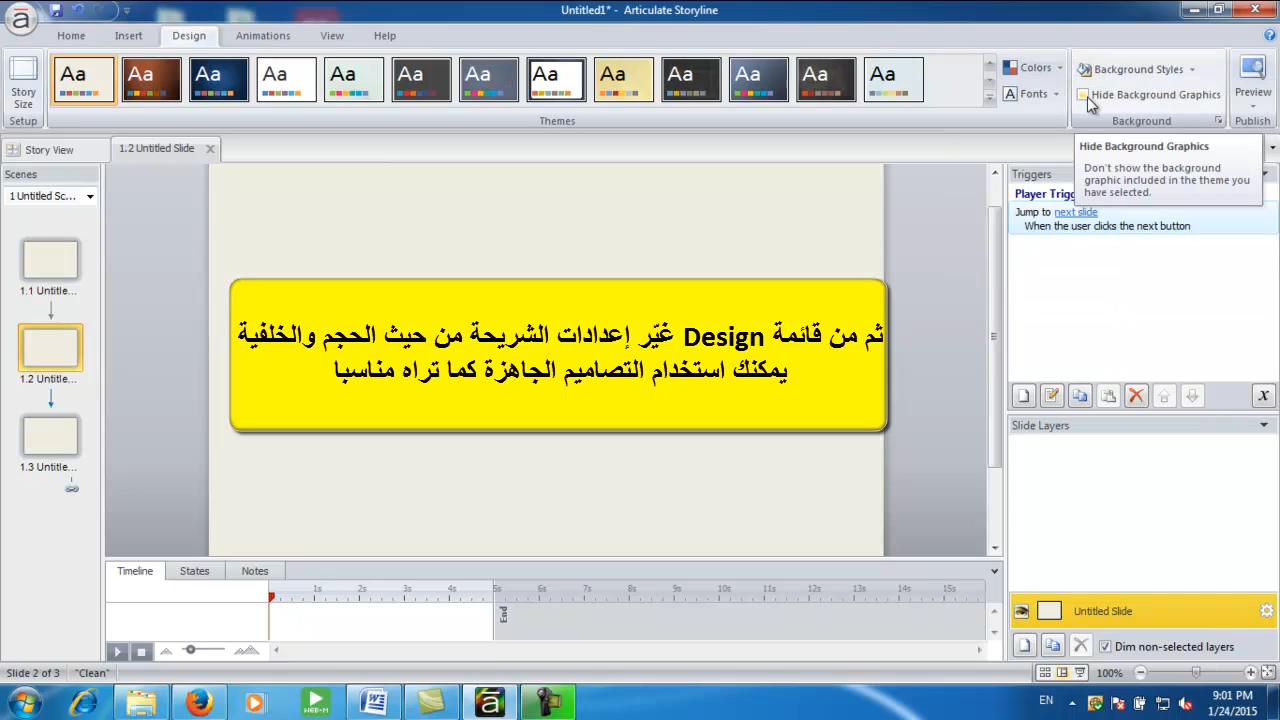 Untitled1* - Articulate Storyline
Home Insert Design Animations View Help
Story Size
Setup
Aa Aa Aa Aa Aa Aa Aa Aa Aa Aa Aa Aa Aa
Themes
Colors
Fonts
Background Styles
Hide Background Graphics
Background
Preview
Publish
Story View
1.2 Untitled Slide
Hide Background Graphics
Don't show the background
graphic included in the theme you
have selected.
Scenes
1 Untitled Sc...
1.1 Untitle...
1.2 Untitle...
1.3 Untitle...
ثم من قائمة Design غيّر إعدادات الشريحة من حيث الحجم والخلفية
يمكنك استخدام التصاميم الجاهزة كما تراه مناسبا
Triggers
Player Trigg
Jump to next slide
When the user clicks the next button
x
Slide Layers
Untitled Slide
Dim non-selected layers
Timeline States Notes
1s 2s 3s 4s 5s 6s 7s 8s 9s 10s 11s 12s 13s 14s 15s
End
Slide 2 of 3 "Clean"
100%
WEB-M
EN
9:01 PM
1/24/2015